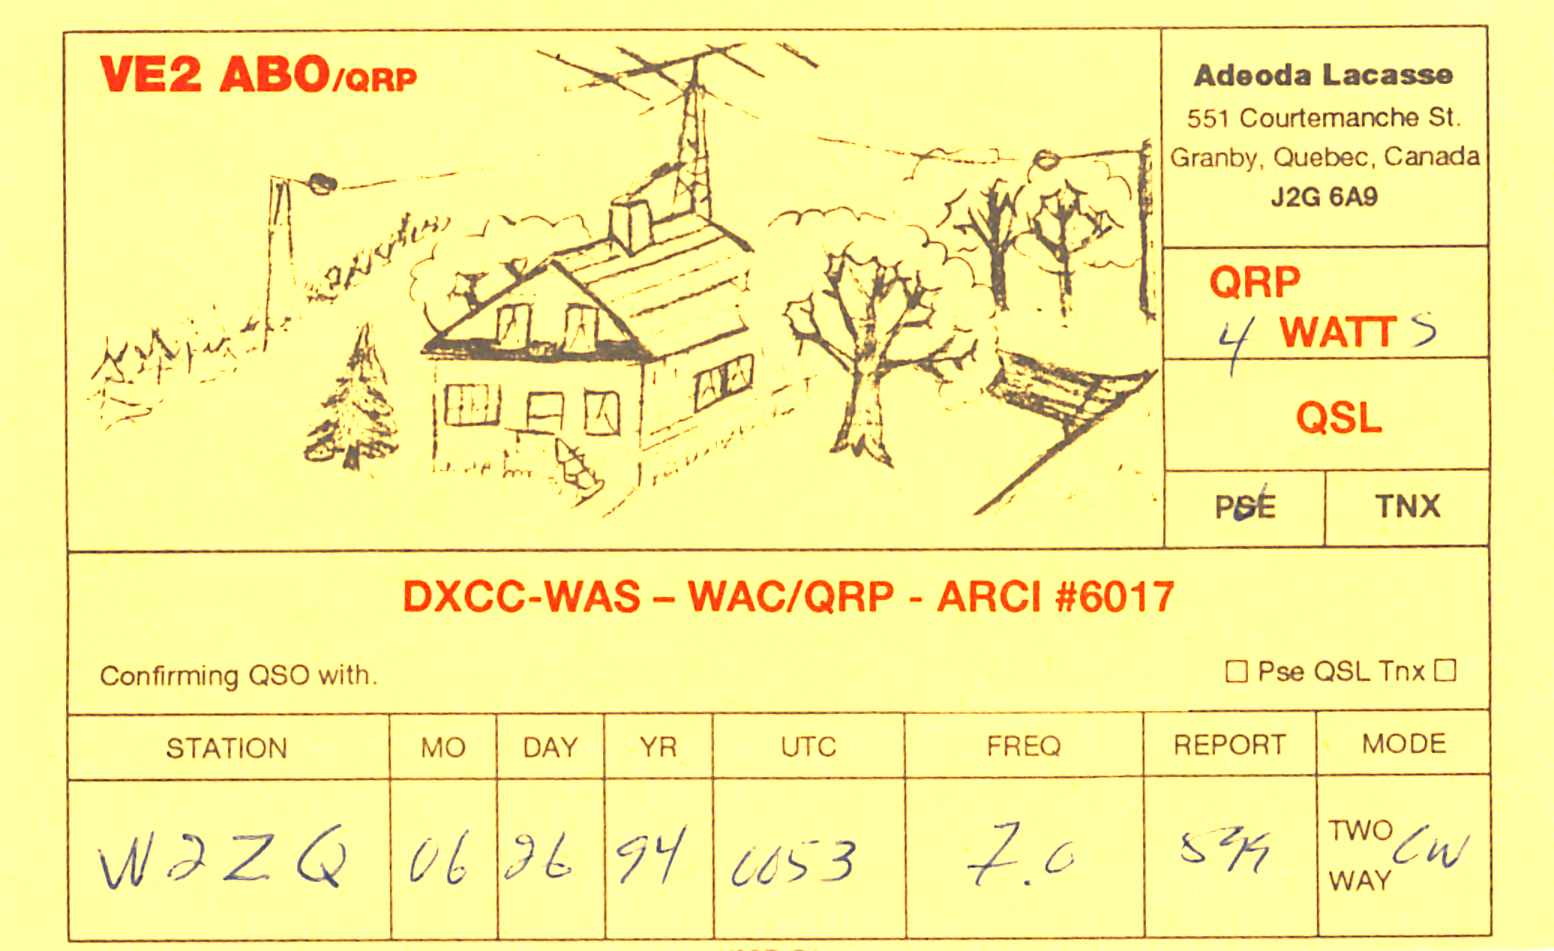 VE2 ABO/QRP
Adeoda Lacasse
551 Courtemanche St.
Granby, Quebec, Canada
J2G 6A9
QRP
4 WATTS
QSL
PSE TNX
DXCC-WAS – WAC/QRP - ARCI #6017
Confirming QSO with.
□ Pse QSL Tnx □
STATION MO DAY YR UTC FREQ REPORT MODE
W2ZQ 06 26 94 0053 7.0 599 TWO WAY CW